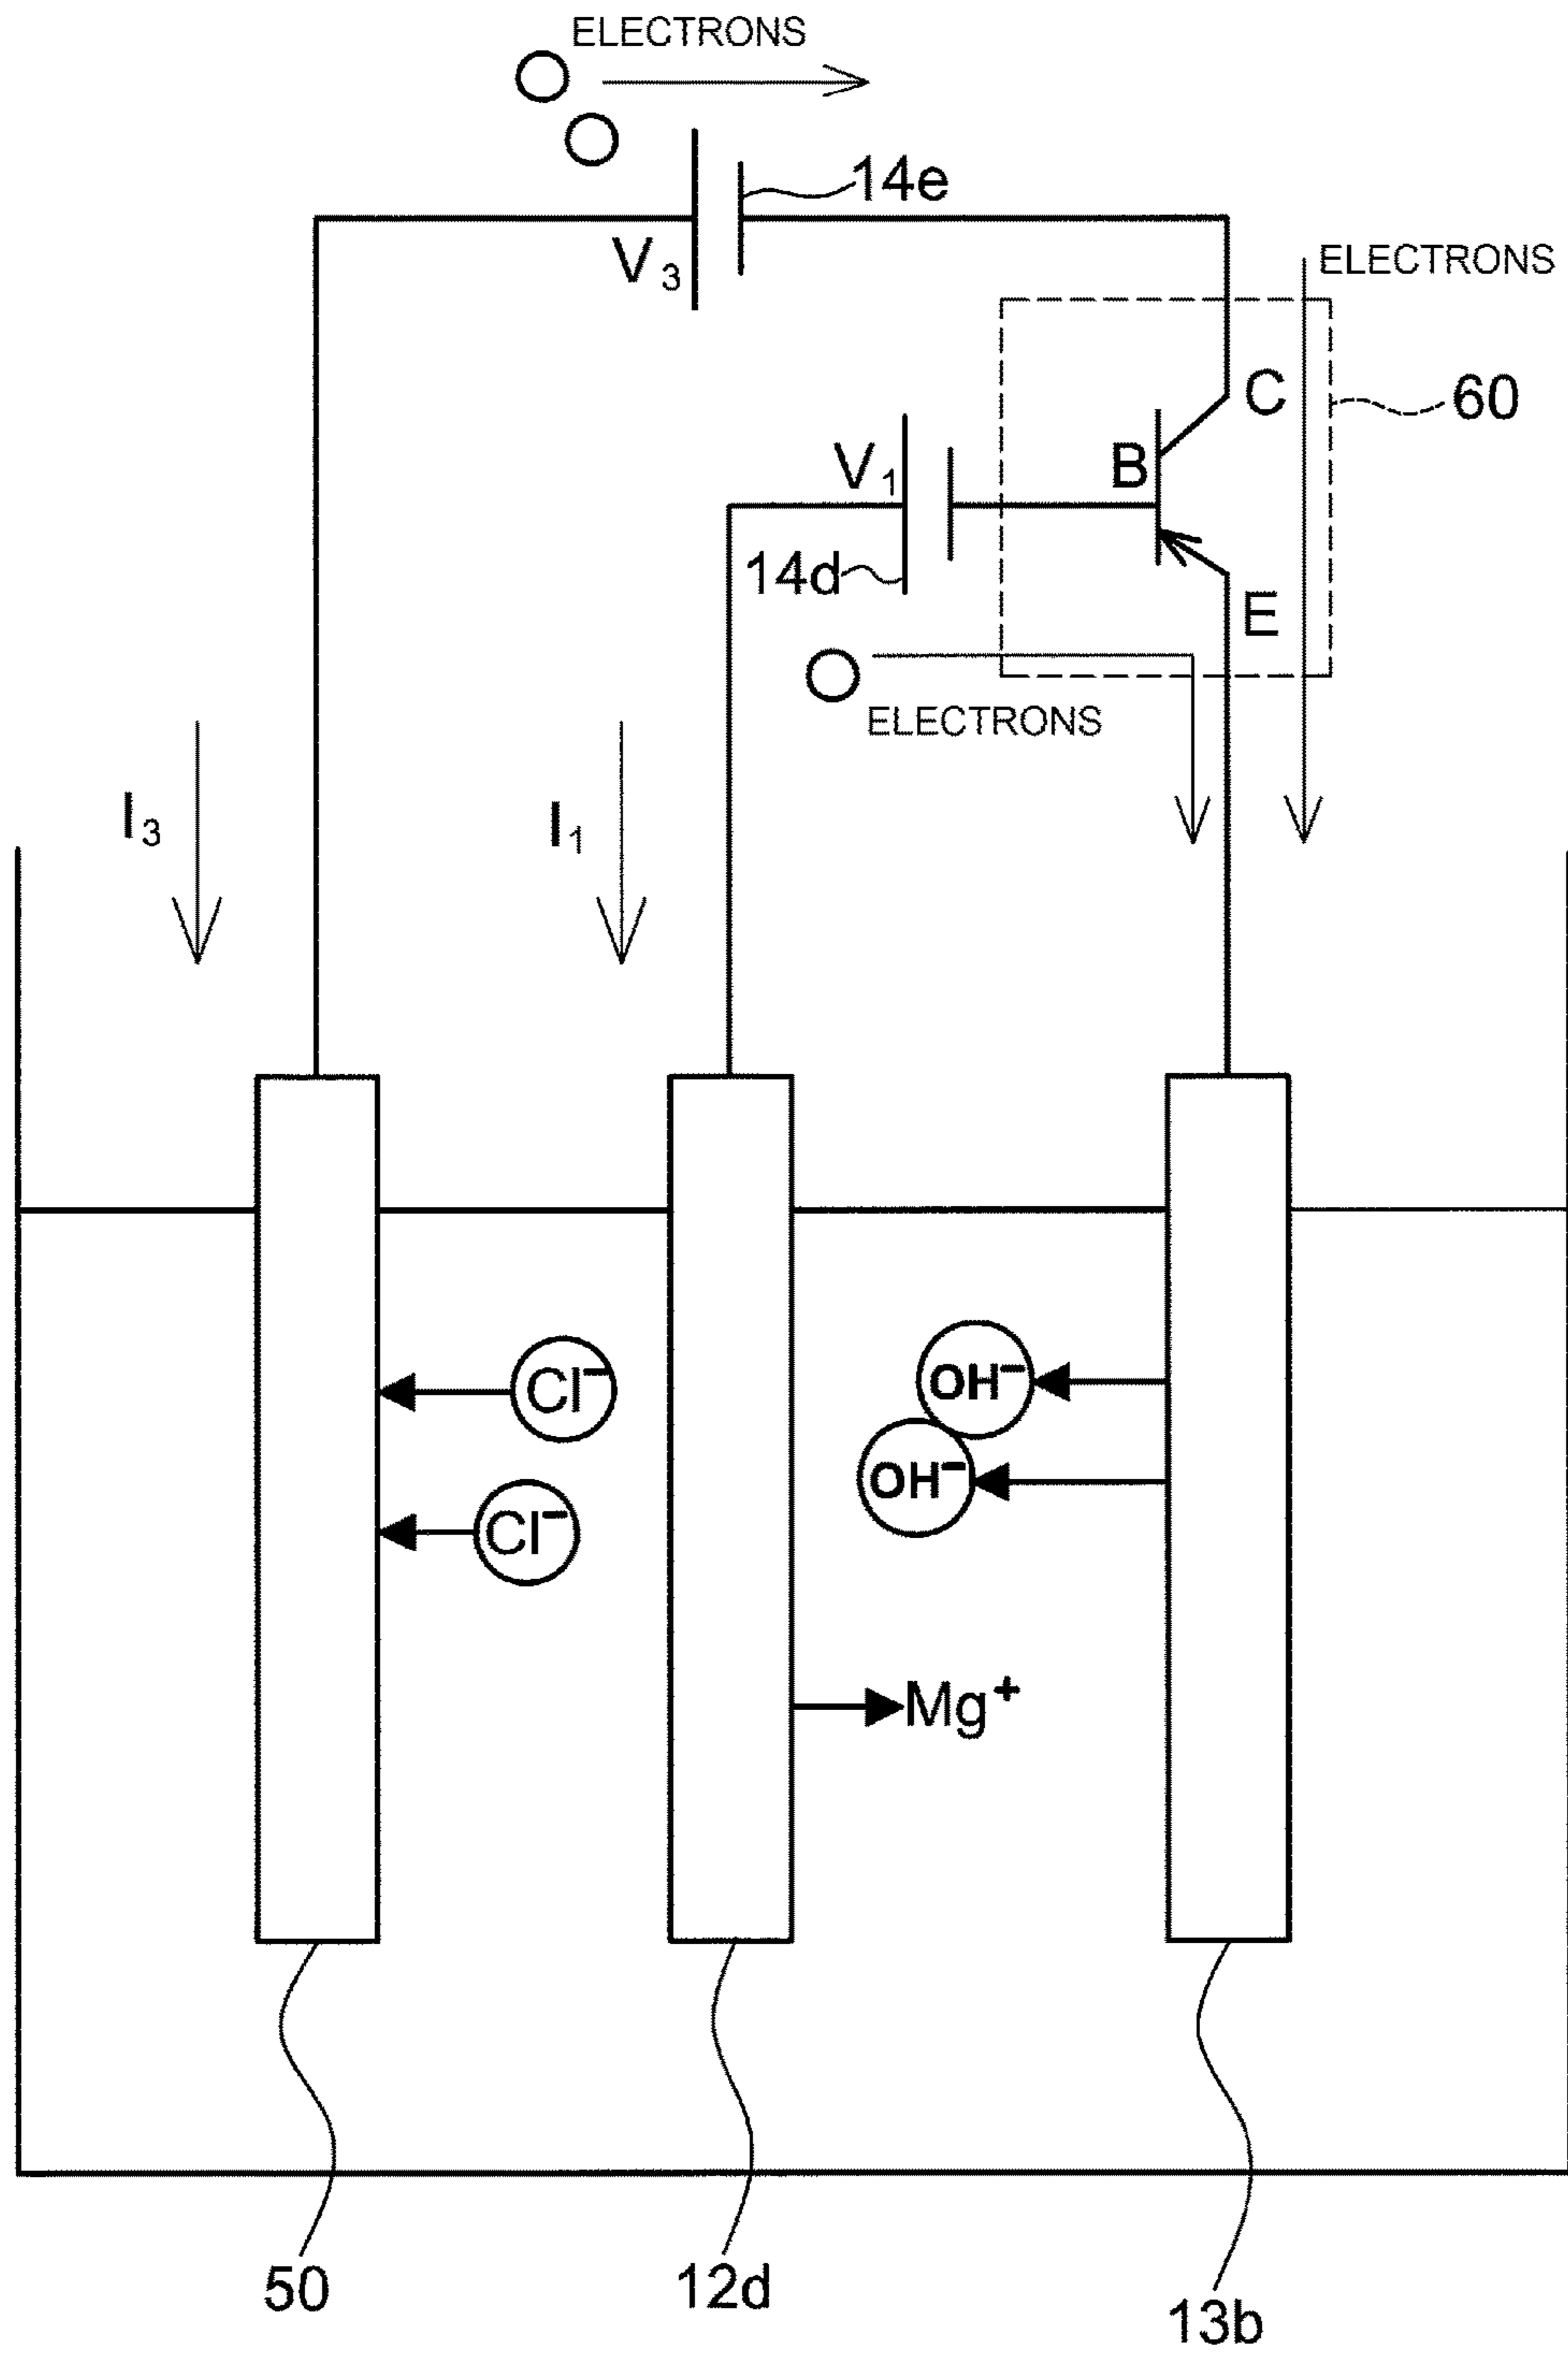 ELECTRONS
14e
V3
ELECTRONS
C
60
V1
B
14d
E
ELECTRONS
I3
I1
Cl⁻
OH⁻
OH⁻
Cl⁻
Mg⁺
50
12d
13b